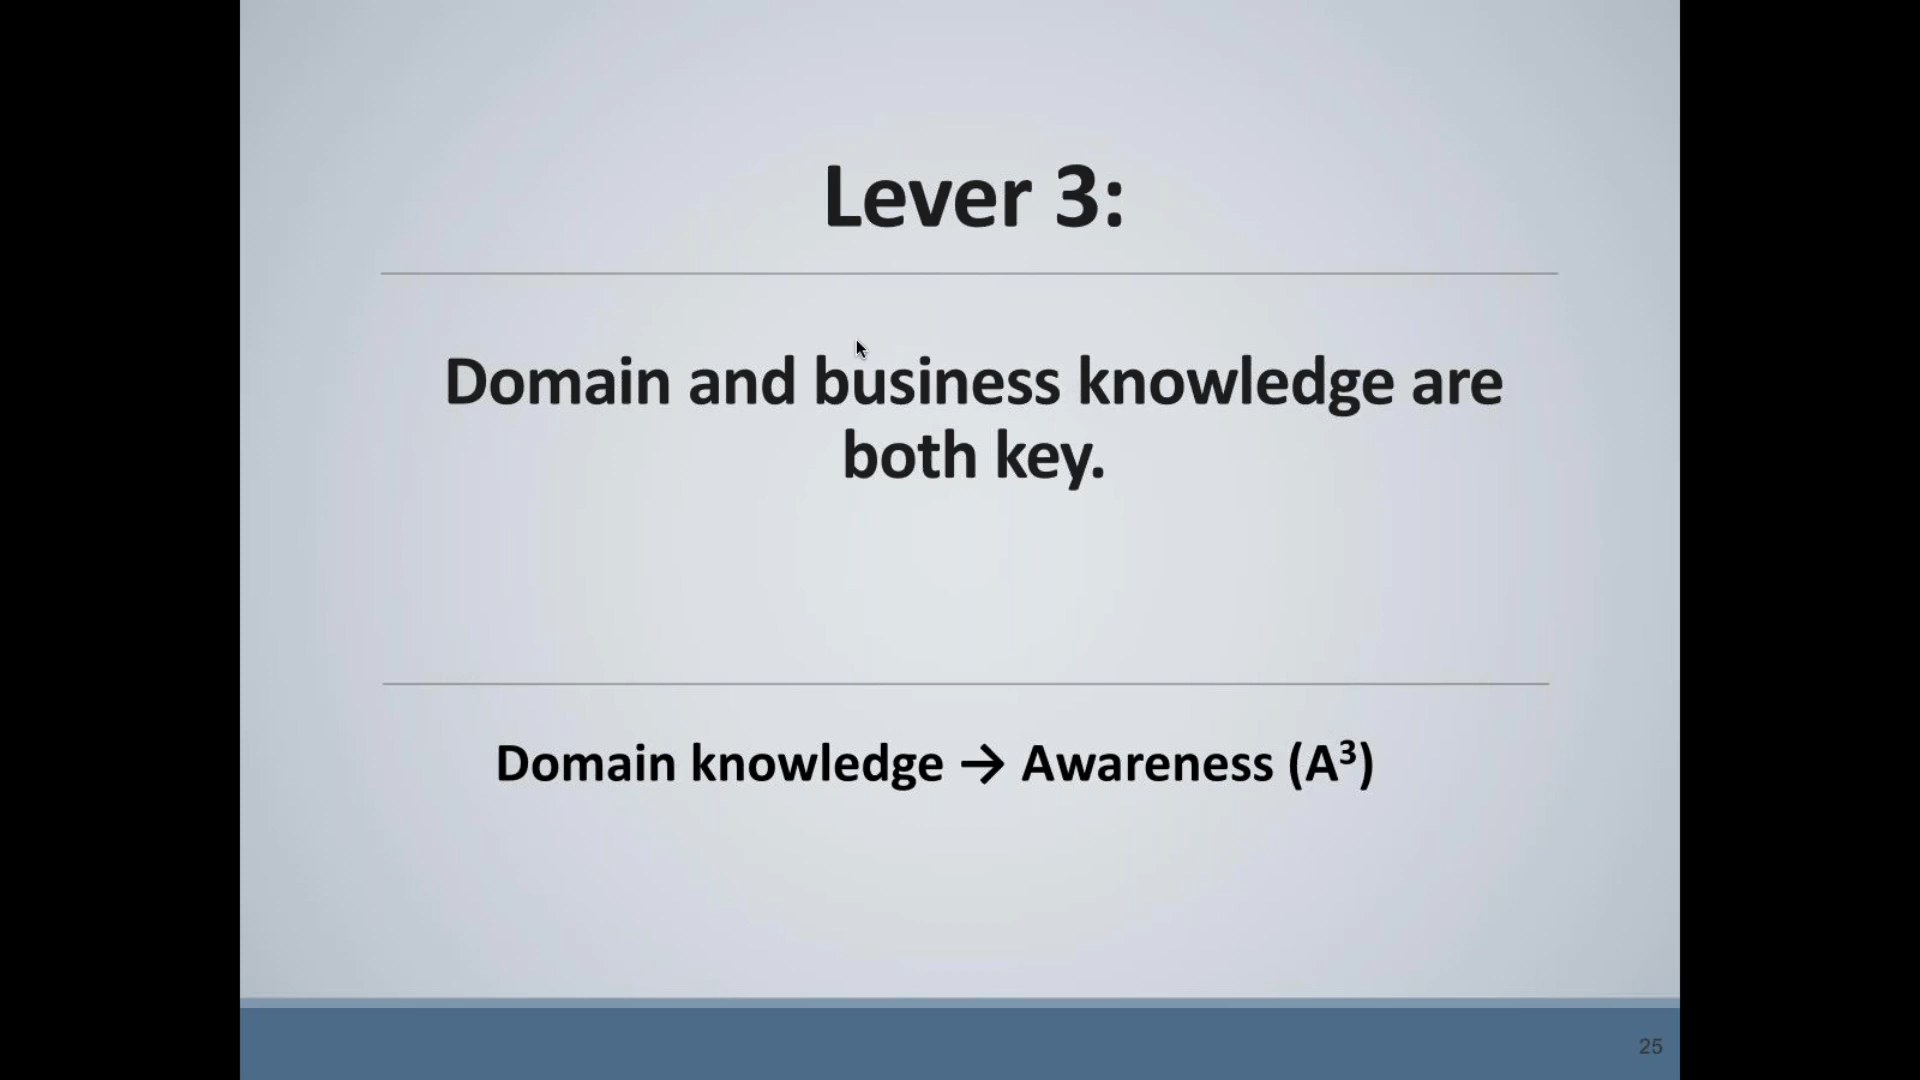 Lever 3:
Domain and business knowledge are
both key.
Domain knowledge → Awareness (A³)
25